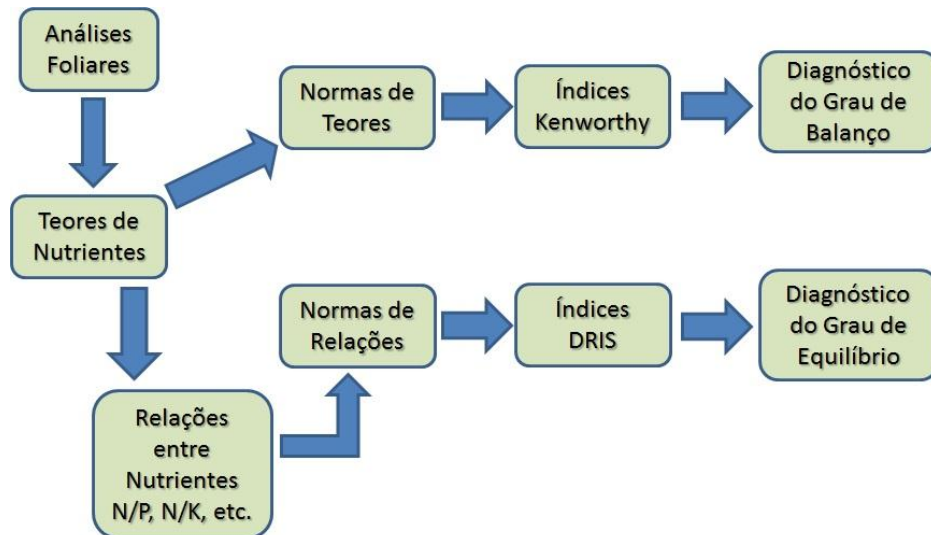 Análises
Foliares
Teores de
Nutrientes
Normas de
Teores
Índices
Kenworthy
Diagnóstico
do Grau de
Balanço
Relações
entre
Nutrientes
N/P, N/K, etc.
Normas de
Relações
Índices
DRIS
Diagnóstico
do Grau de
Equilíbrio